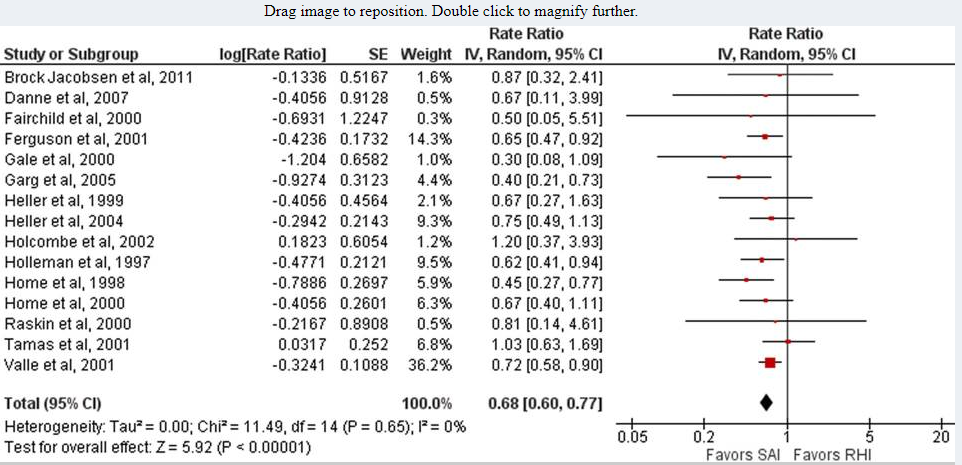 Drag image to reposition. Double click to magnify further.
Rate Ratio Rate Ratio
Study or Subgroup log[Rate Ratio] SE Weight IV, Random, 95% CI IV, Random, 95% CI
Brock Jacobsen et al, 2011 -0.1336 0.5167 1.6% 0.87 [0.32, 2.41]
Danne et al, 2007 -0.4056 0.9128 0.5% 0.67 [0.11, 3.99]
Fairchild et al, 2000 -0.6931 1.2247 0.3% 0.50 [0.05, 5.51]
Ferguson et al, 2001 -0.4236 0.1732 14.3% 0.65 [0.47, 0.92]
Gale et al, 2000 -1.204 0.6582 1.0% 0.30 [0.08, 1.09]
Garg et al, 2005 -0.9274 0.3123 4.4% 0.40 [0.21, 0.73]
Heller et al, 1999 -0.4056 0.4564 2.1% 0.67 [0.27, 1.63]
Heller et al, 2004 -0.2942 0.2143 9.3% 0.75 [0.49, 1.13]
Holcombe et al, 2002 0.1823 0.6054 1.2% 1.20 [0.37, 3.93]
Holleman et al, 1997 -0.4771 0.2121 9.5% 0.62 [0.41, 0.94]
Home et al, 1998 -0.7886 0.2697 5.9% 0.45 [0.27, 0.77]
Home et al, 2000 -0.4056 0.2601 6.3% 0.67 [0.40, 1.11]
Raskin et al, 2000 -0.2167 0.8908 0.5% 0.81 [0.14, 4.61]
Tamas et al, 2001 0.0317 0.252 6.8% 1.03 [0.63, 1.69]
Valle et al, 2001 -0.3241 0.1088 36.2% 0.72 [0.58, 0.90]
Total (95% CI) 100.0% 0.68 [0.60, 0.77]
Heterogeneity: Tau² = 0.00; Chi² = 11.49, df = 14 (P = 0.65); I² = 0%
Test for overall effect: Z = 5.92 (P < 0.00001)
0.05 0.2 1 5 20
Favors SAI Favors RHI